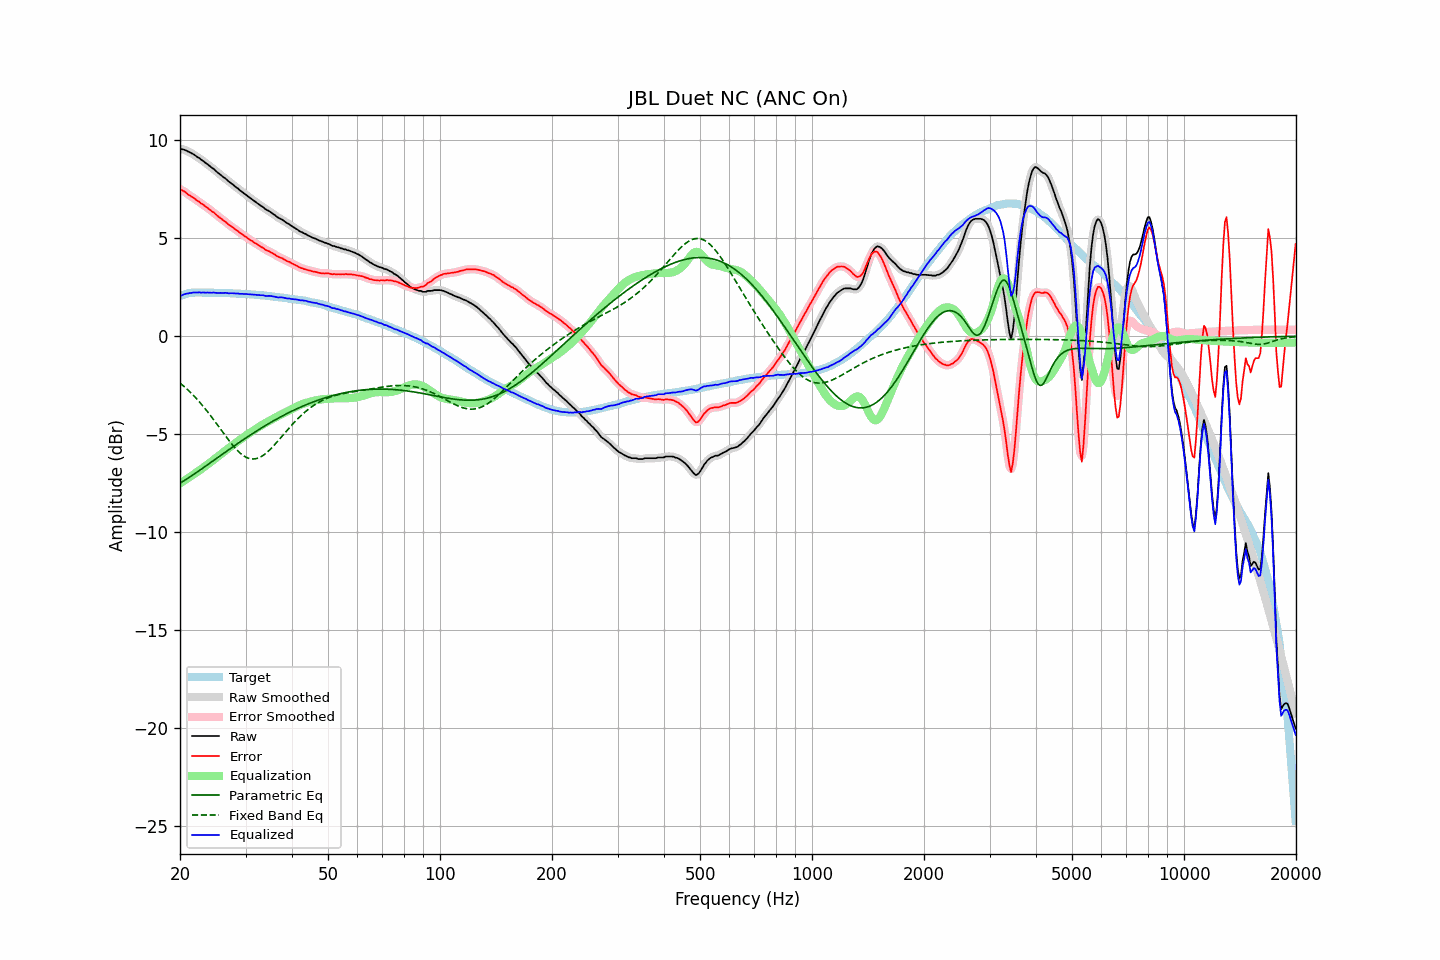 JBL Duet NC (ANC On)
Amplitude (dBr)
10
5
0
−5
−10
−15
−20
−25
Target
Raw Smoothed
Error Smoothed
Raw
Error
Equalization
Parametric Eq
Fixed Band Eq
Equalized
20 50 100 200 500 1000 2000 5000 10000 20000
Frequency (Hz)